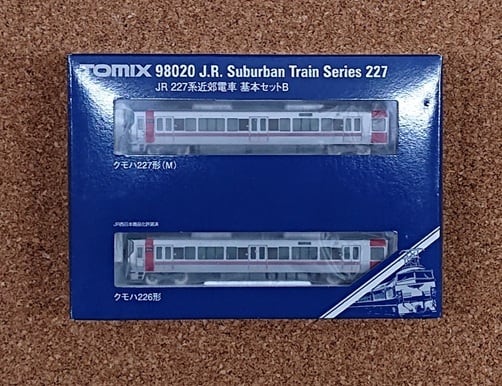 TOMIX 98020 J.R. Suburban Train Series 227
JR 227系近郊電車 基本セットB
クモハ227形(M)
JR西日本商品化許諾済
クモハ226形